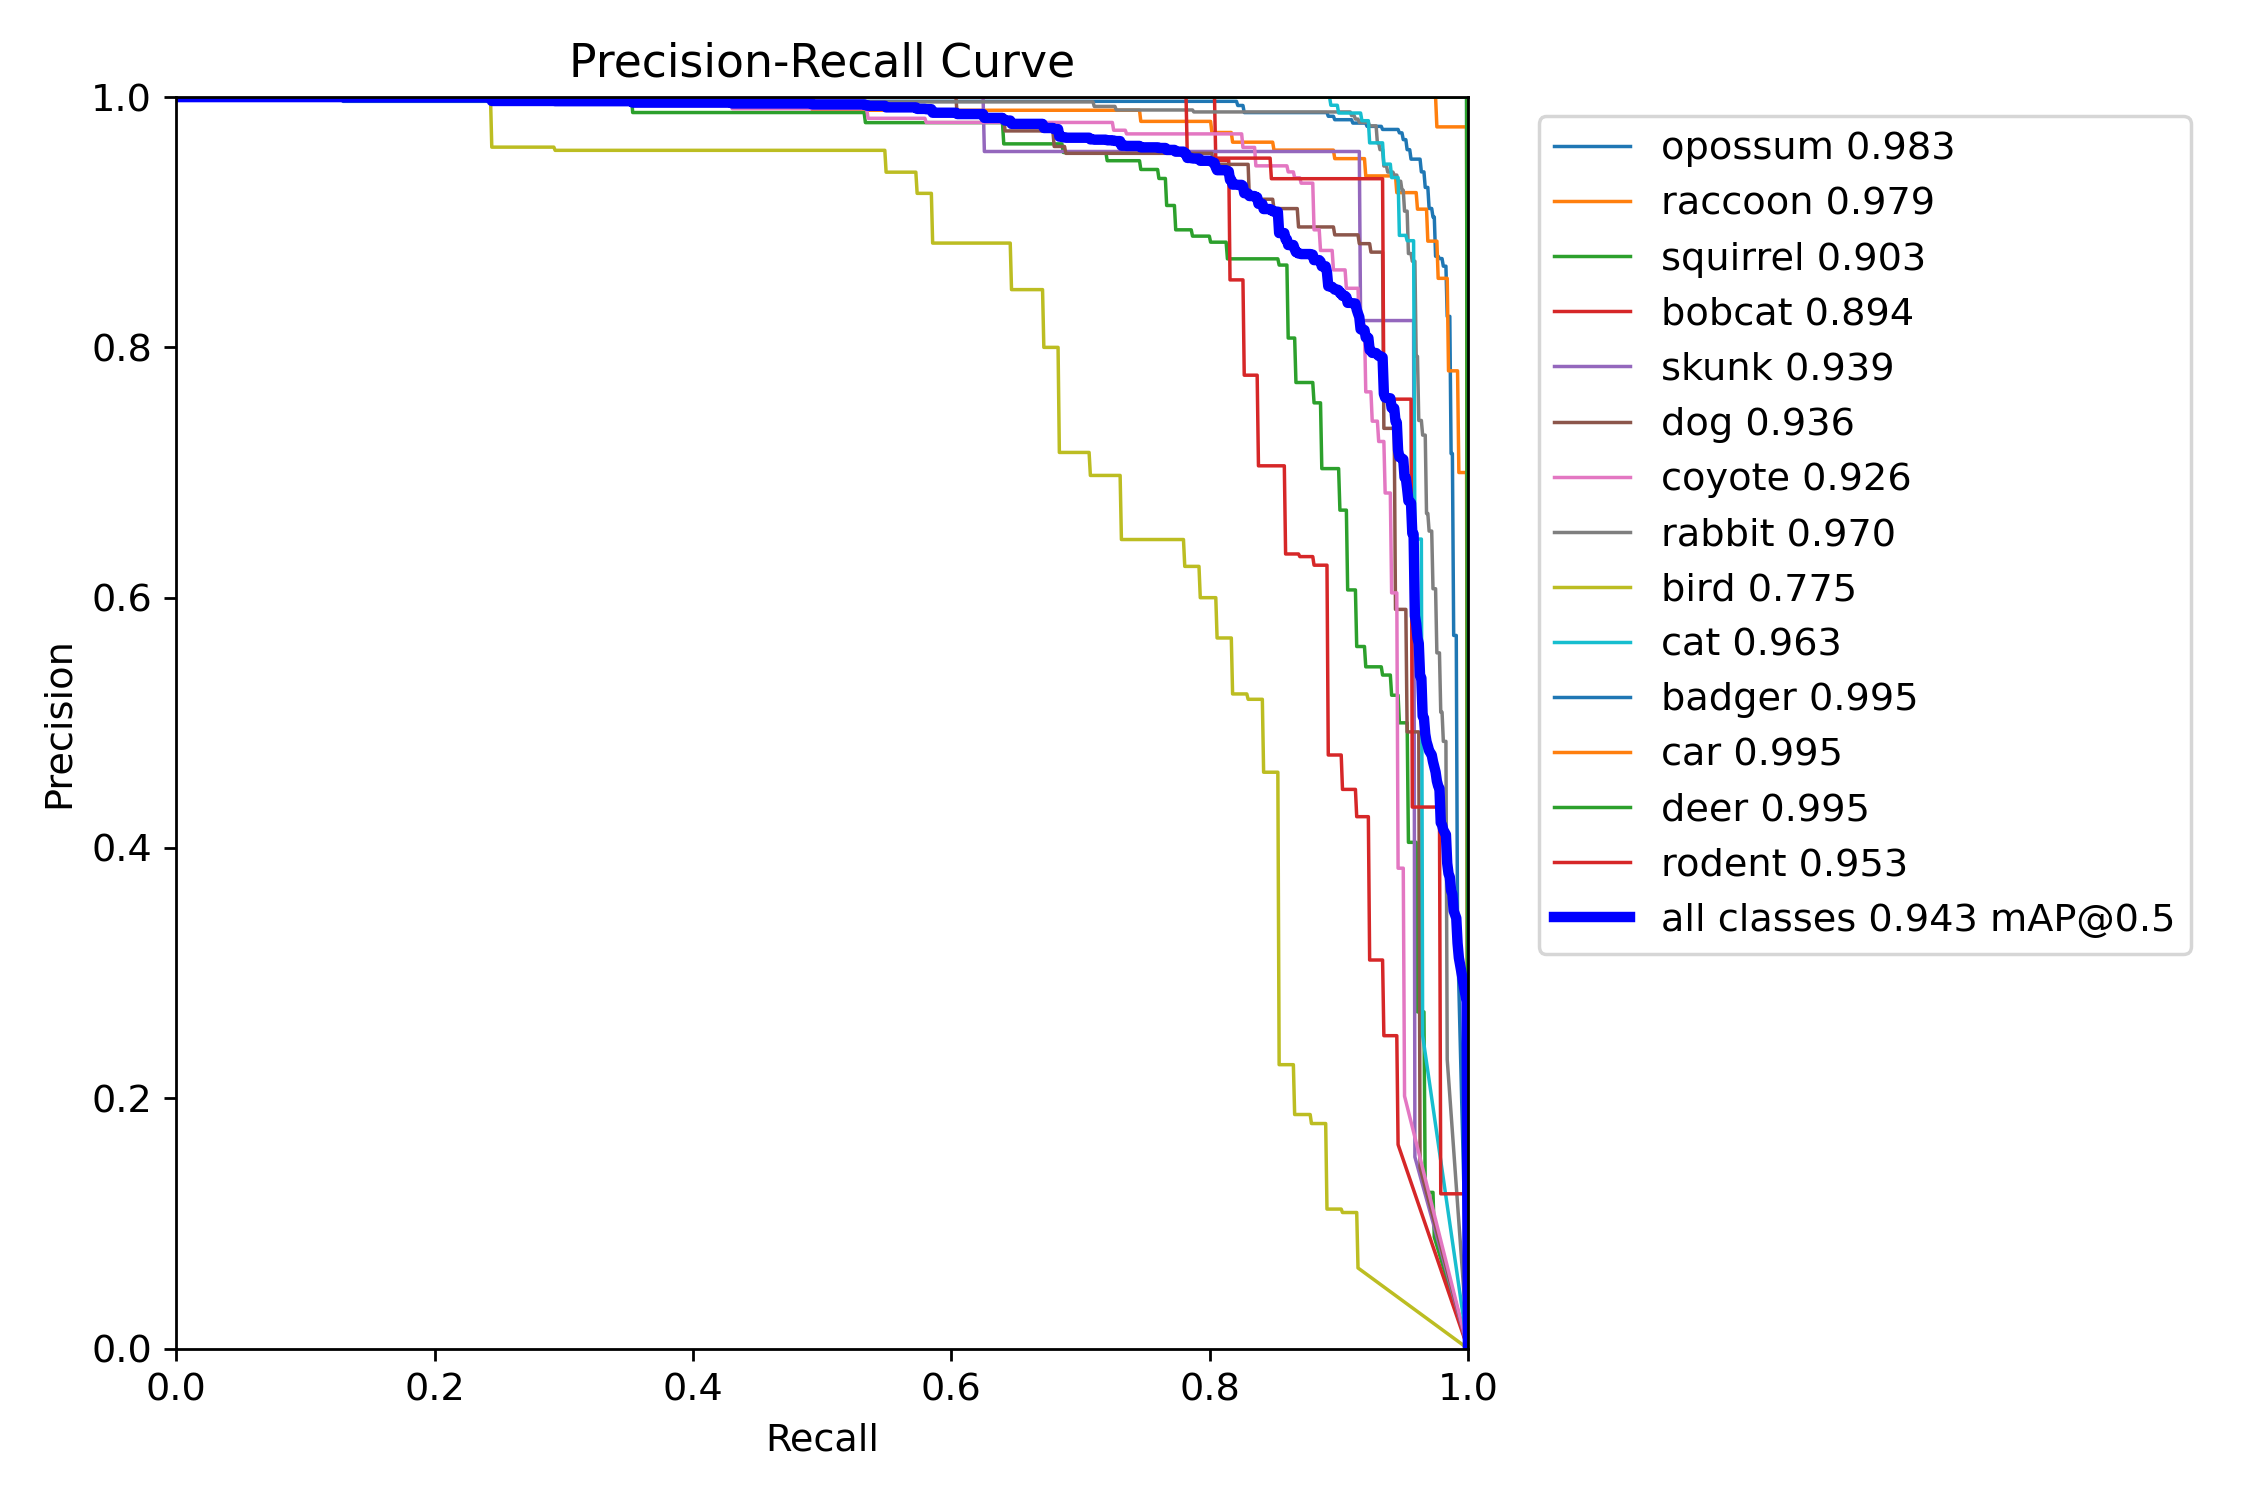 Precision-Recall Curve
1.0
0.8
0.6
0.4
0.2
0.0
Precision
0.0 0.2 0.4 0.6 0.8 1.0
Recall
opossum 0.983
raccoon 0.979
squirrel 0.903
bobcat 0.894
skunk 0.939
dog 0.936
coyote 0.926
rabbit 0.970
bird 0.775
cat 0.963
badger 0.995
car 0.995
deer 0.995
rodent 0.953
all classes 0.943 mAP@0.5